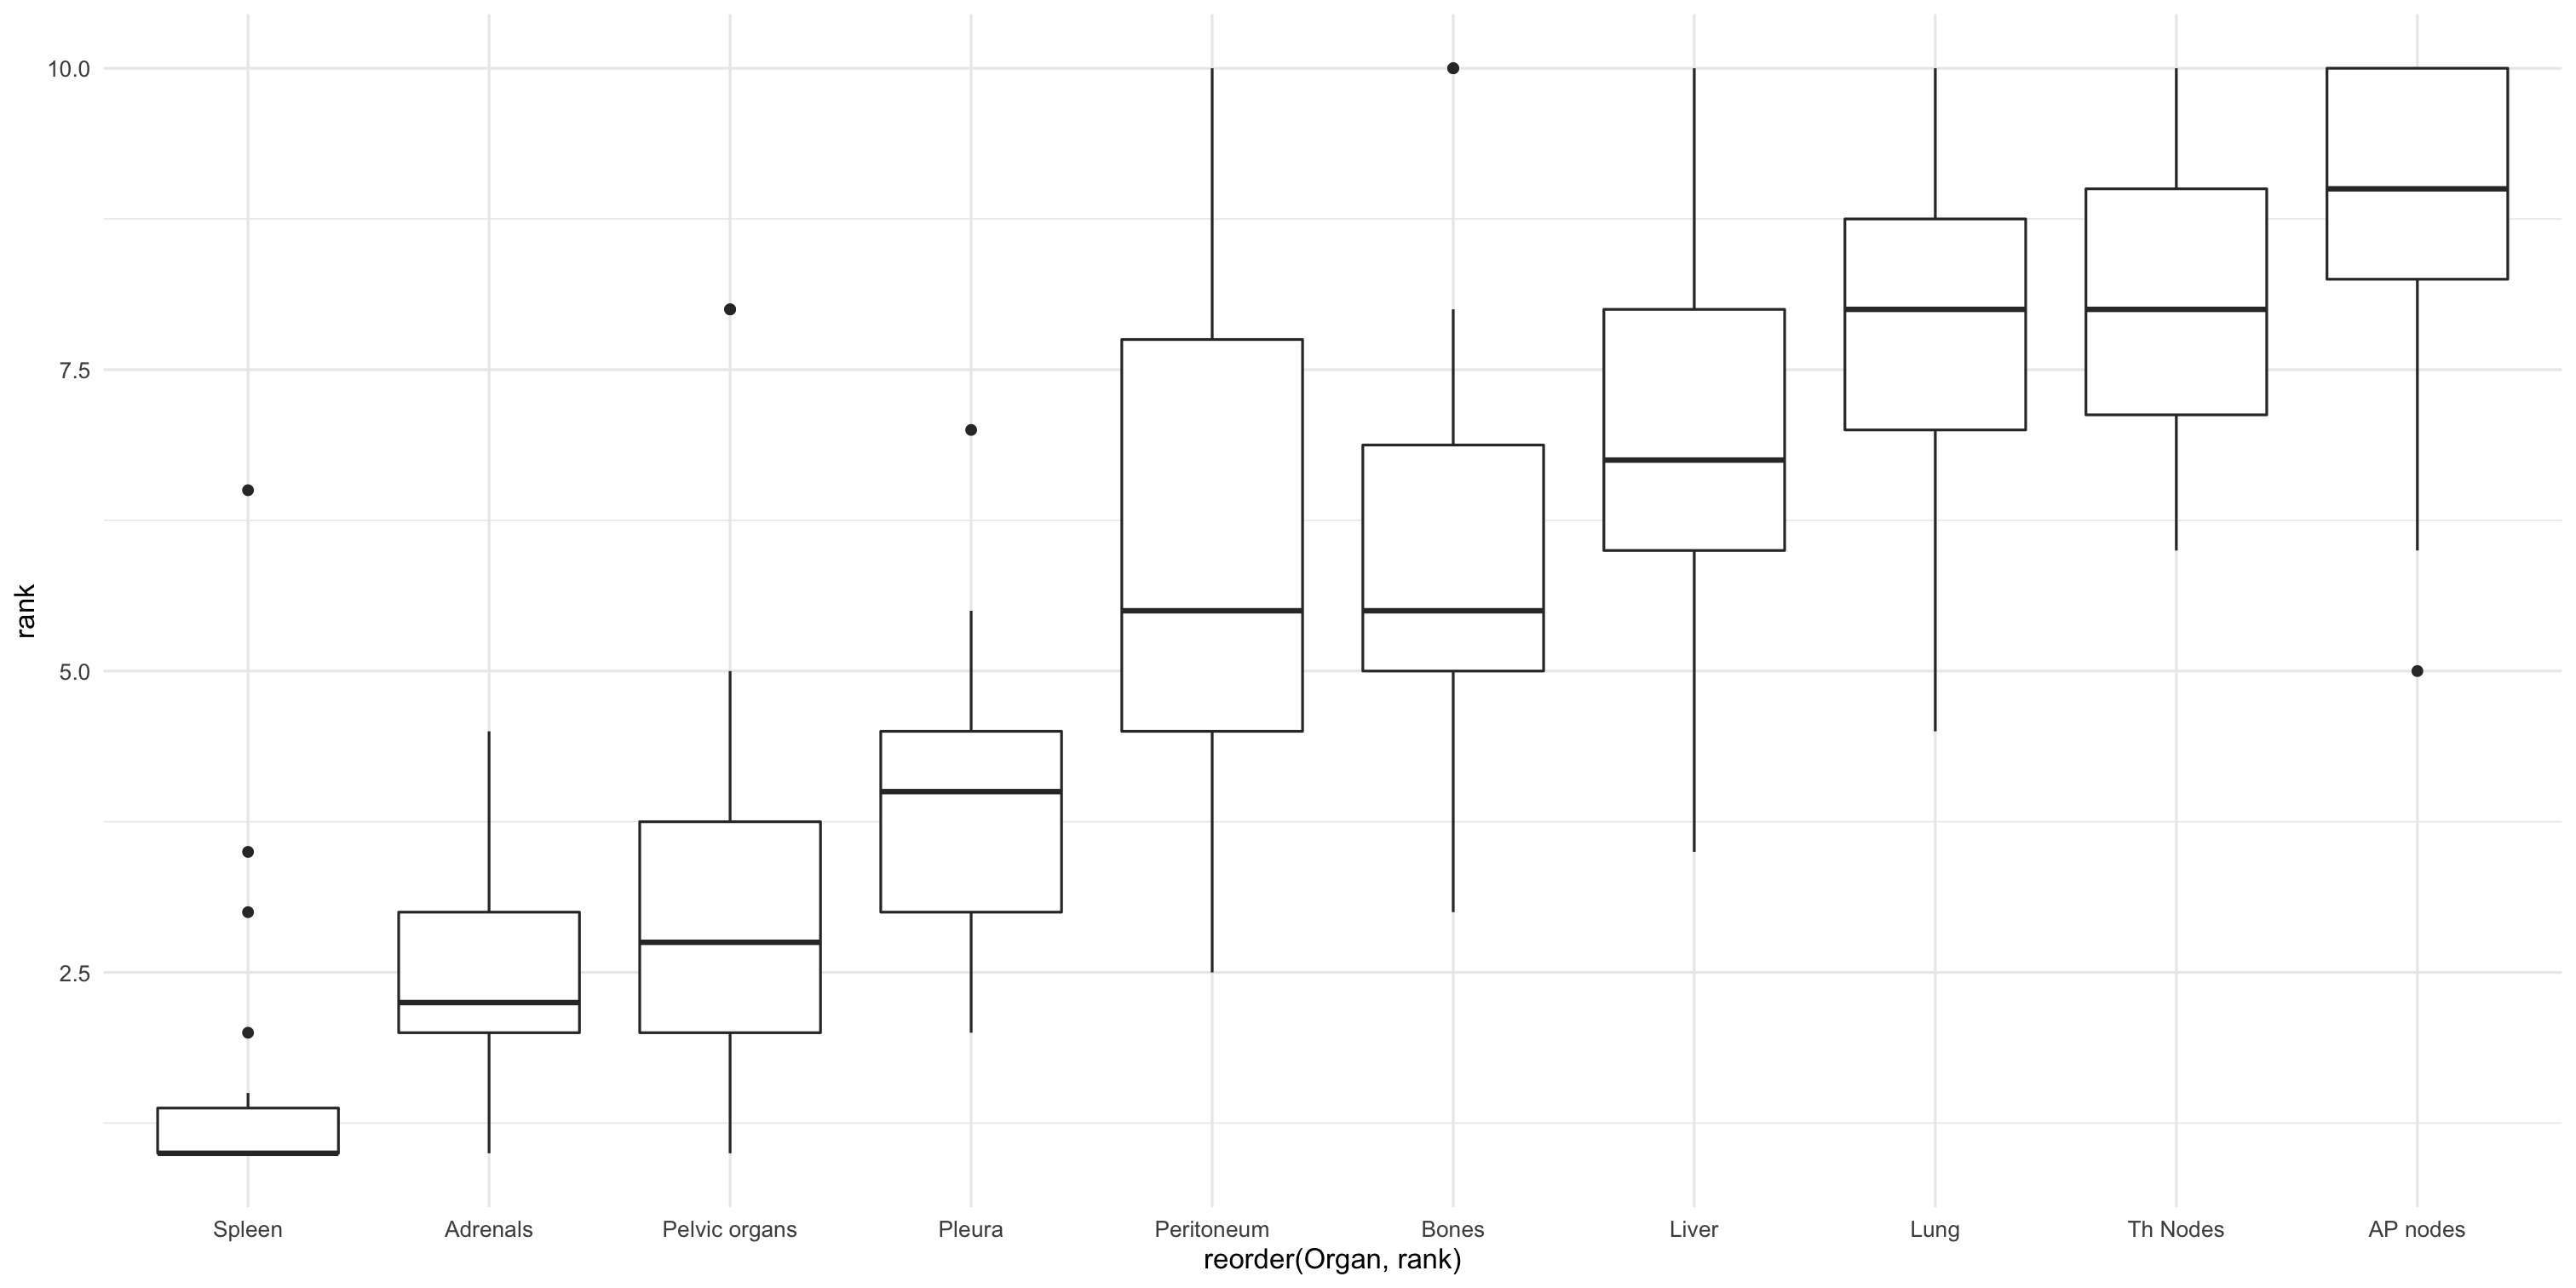 10.0
7.5
5.0
2.5
rank
Spleen Adrenals Pelvic organs Pleura Peritoneum Bones Liver Lung Th Nodes AP nodes
reorder(Organ, rank)